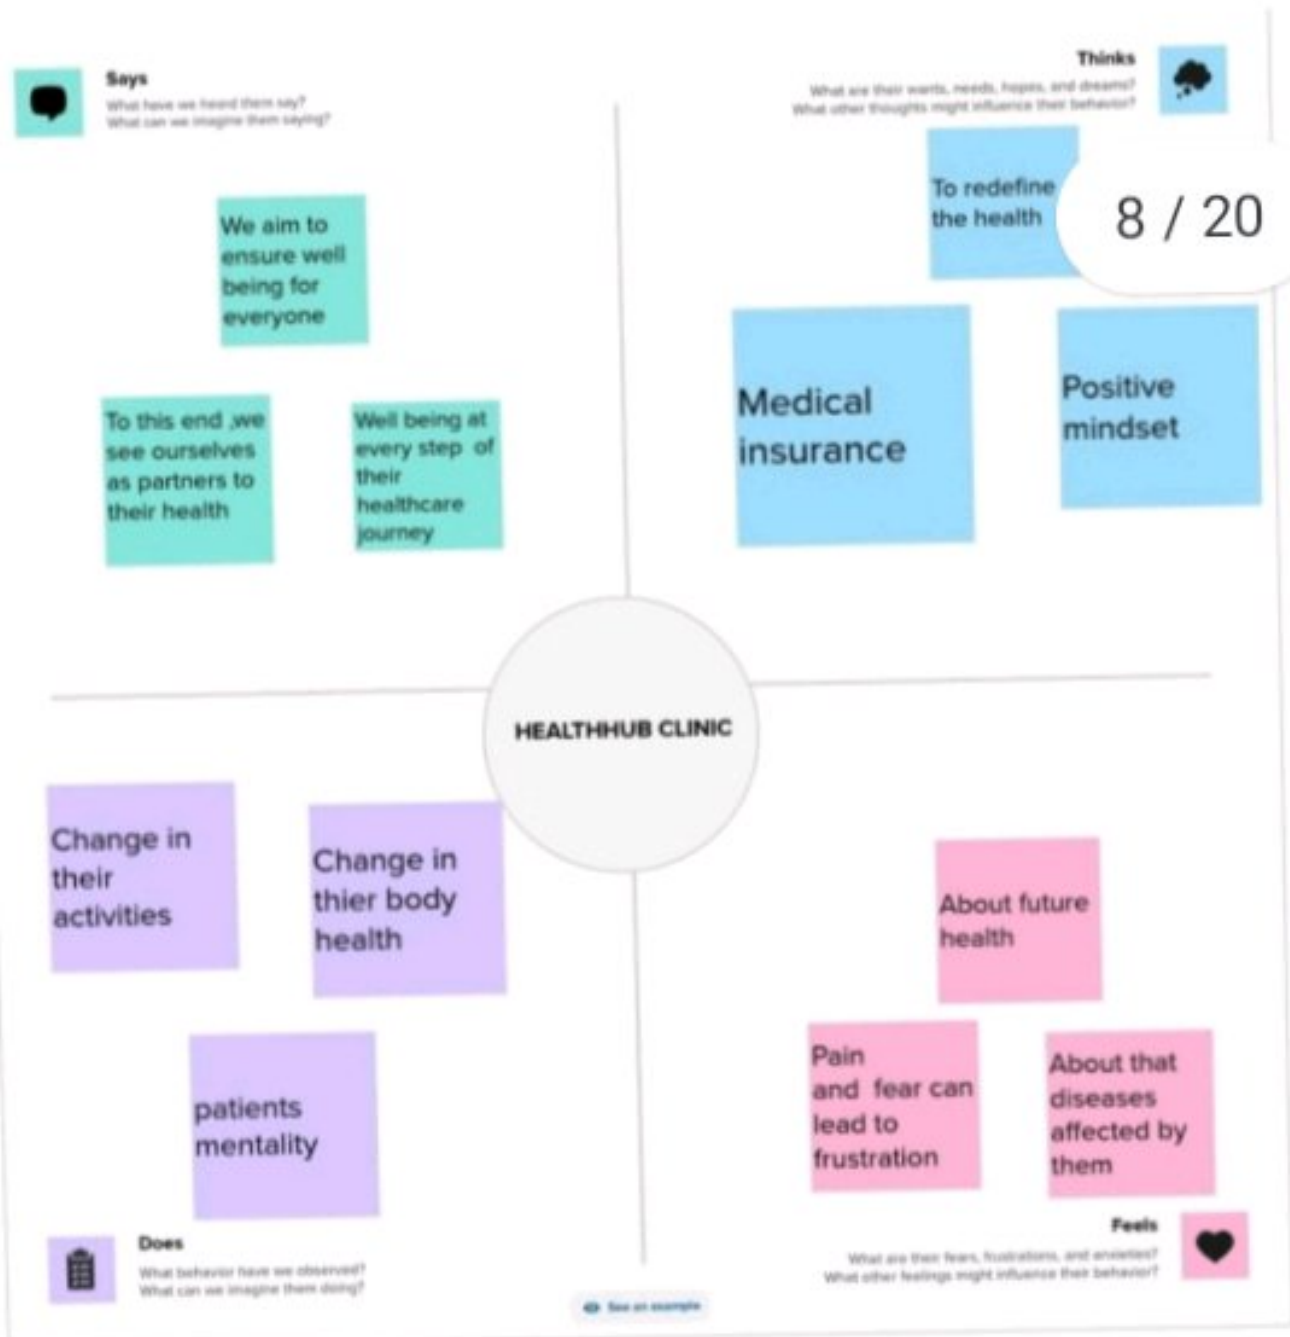 Says
What have we heard them say?
What can we imagine them saying?
Thinks
What are their wants, needs, hopes, and dreams?
What other thoughts might influence their behavior?
We aim to
ensure well
being for
everyone
To this end ,we
see ourselves
as partners to
their health
Well being at
every step of
their
healthcare
journey
To redefine
the health
8 / 20
Medical
insurance
Positive
mindset
HEALTHHUB CLINIC
Change in
their
activities
Change in
thier body
health
patients
mentality
Does
What behavior have we observed?
What can we imagine them doing?
About future
health
Pain
and fear can
lead to
frustration
About that
diseases
affected by
them
Feels
What are their fears, frustrations, and anxieties?
What other feelings might influence their behavior?
See an example